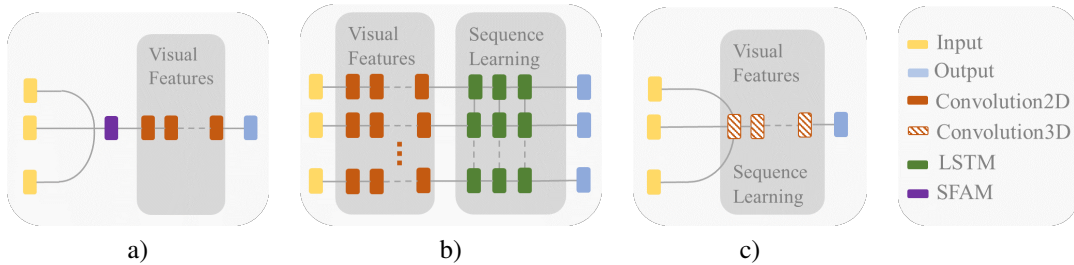 Visual
Features
a)
Visual
Features
Sequence
Learning
b)
Visual
Features
Sequence
Learning
c)
Input
Output
Convolution2D
Convolution3D
LSTM
SFAM